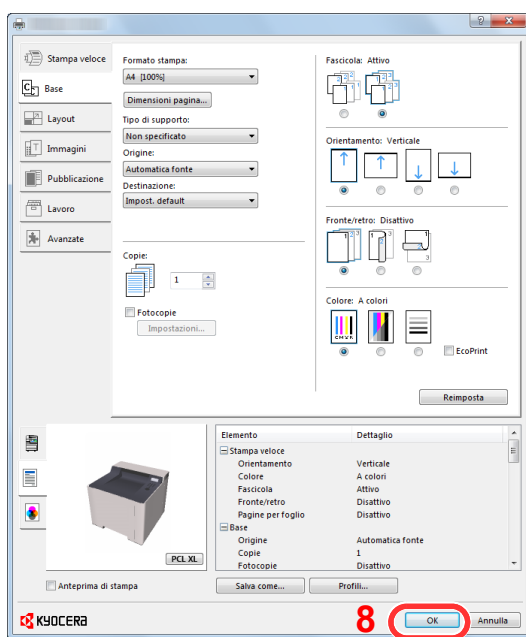 Stampa veloce
Base
Layout
Immagini
Pubblicazione
Lavoro
Avanzate
Formato stampa:
A4 [100%]
Dimensioni pagina...
Tipo di supporto:
Non specificato
Origine:
Automatica fonte
Destinazione:
Impost. default
Copie:
1
Fotocopie
Impostazioni...
Fascicola: Attivo
Orientamento: Verticale
Fronte/retro: Disattivo
Colore: A colori
CMYK
EcoPrint
Reimposta
PCL XL
Anteprima di stampa
Elemento Dettaglio
Stampa veloce
Orientamento Verticale
Colore A colori
Fascicola Attivo
Fronte/retro Disattivo
Pagine per foglio Disattivo
Base
Origine Automatica fonte
Copie 1
Fotocopie Disattivo
Salva come... Profili...
KYOCERA
8 OK Annulla